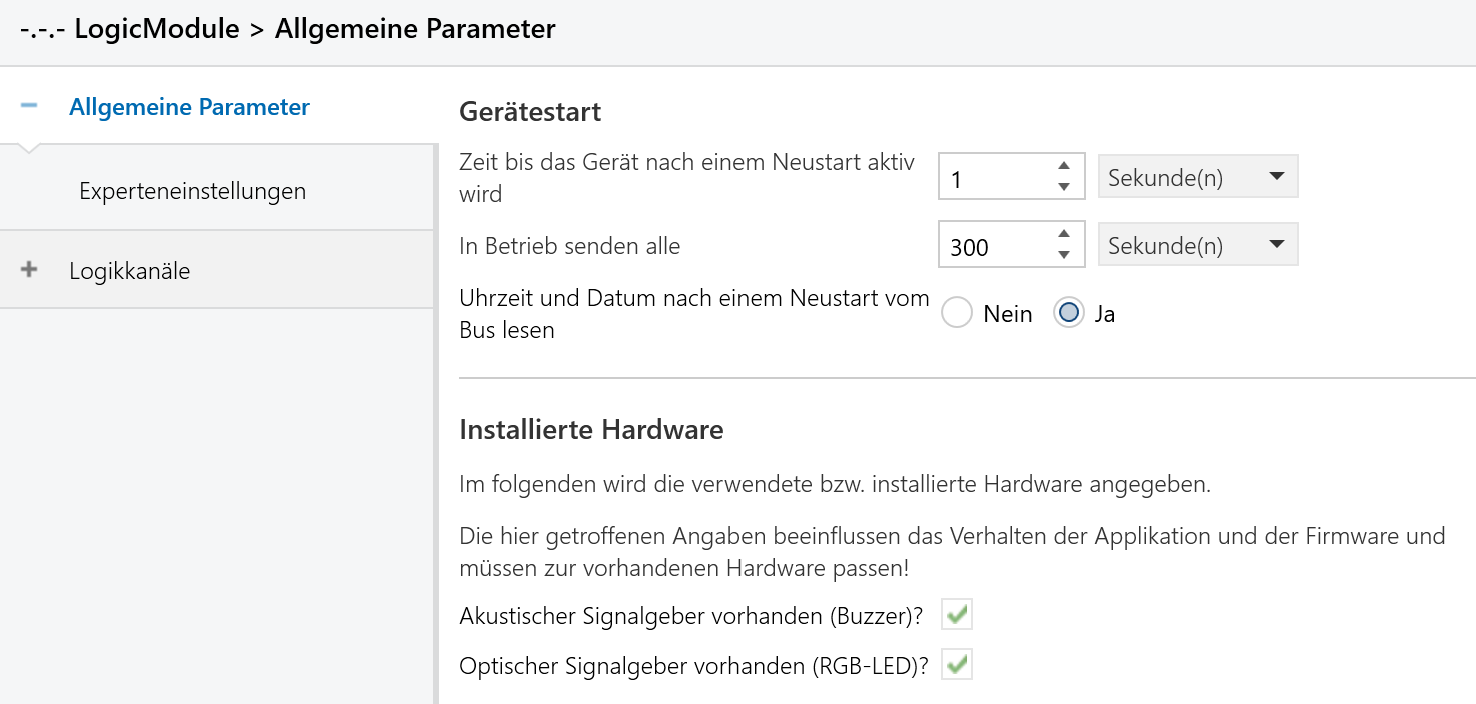 -.-.- LogicModule > Allgemeine Parameter
Allgemeine Parameter
Experteneinstellungen
Logikkanäle
Gerätestart
Zeit bis das Gerät nach einem Neustart aktiv
wird
1 Sekunde(n)
In Betrieb senden alle 300 Sekunde(n)
Uhrzeit und Datum nach einem Neustart vom
Bus lesen
Nein Ja
Installierte Hardware
Im folgenden wird die verwendete bzw. installierte Hardware angegeben.
Die hier getroffenen Angaben beeinflussen das Verhalten der Applikation und der Firmware und
müssen zur vorhandenen Hardware passen!
Akustischer Signalgeber vorhanden (Buzzer)?
Optischer Signalgeber vorhanden (RGB-LED)?